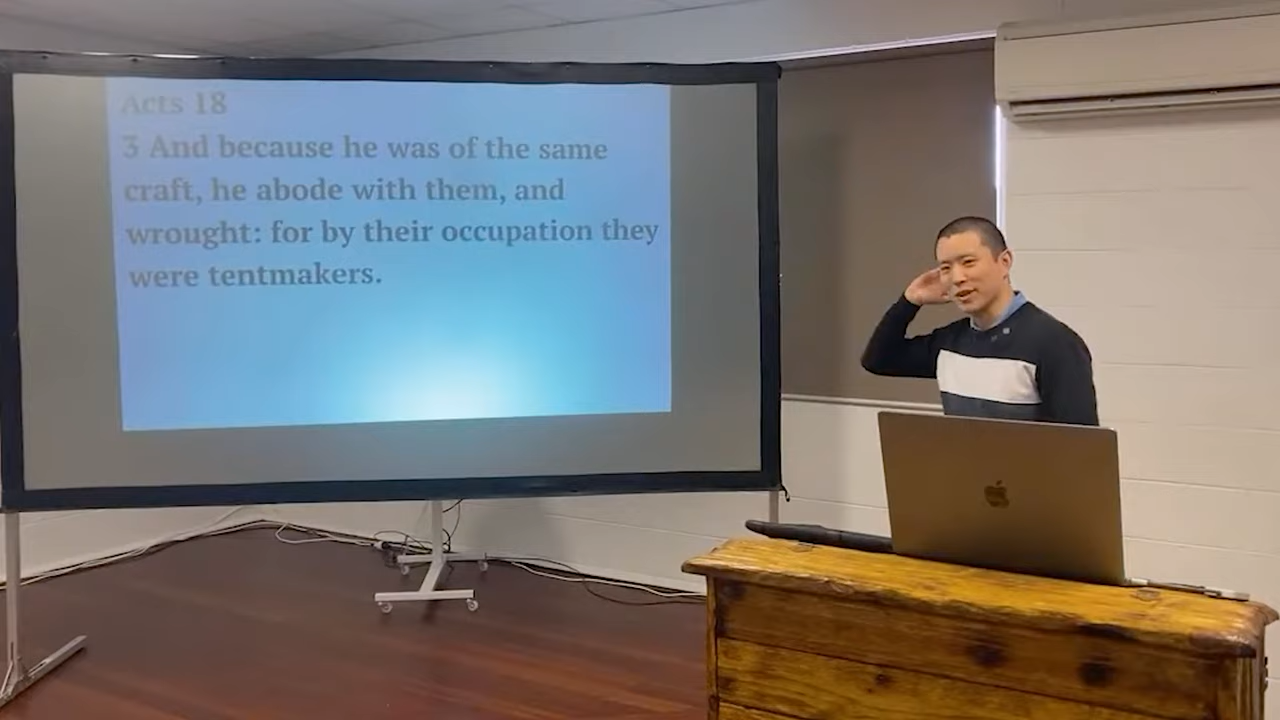 Acts 18
3 And because he was of the same
craft, he abode with them, and
wrought: for by their occupation they
were tentmakers.